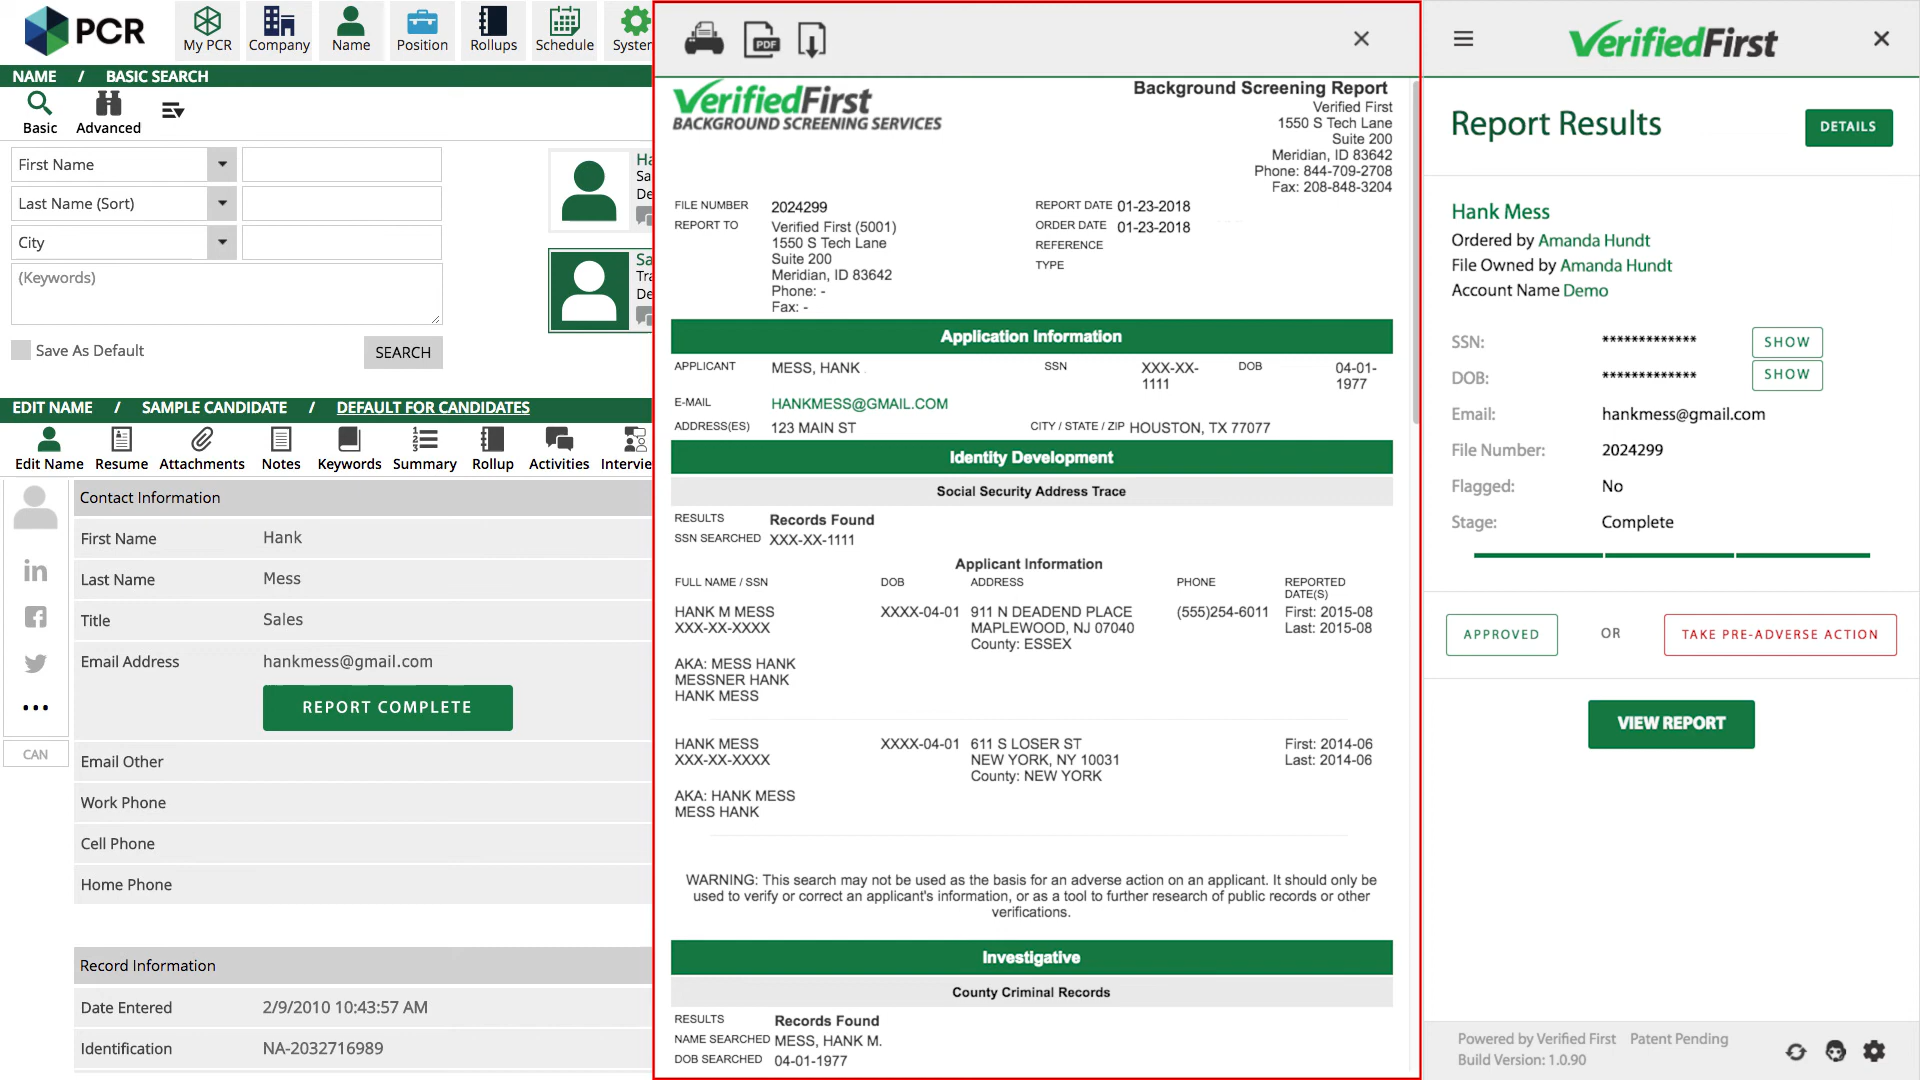 PCR
My PCR
Company
Name
Position
Rollups
Schedule
System
NAME / BASIC SEARCH
Basic
Advanced
First Name
Last Name (Sort)
City
(Keywords)
Save As Default
SEARCH
Ha
Sa
De
Sa
Tra
De
EDIT NAME / SAMPLE CANDIDATE / DEFAULT FOR CANDIDATES
Edit Name
Resume
Attachments
Notes
Keywords
Summary
Rollup
Activities
Intervie
in
CAN
Contact Information
First Name Hank
Last Name Mess
Title Sales
Email Address hankmess@gmail.com
REPORT COMPLETE
Email Other
Work Phone
Cell Phone
Home Phone
Record Information
Date Entered 2/9/2010 10:43:57 AM
Identification NA-2032716989
PDF
VerifiedFirst
BACKGROUND SCREENING SERVICES
Background Screening Report
Verified First
1550 S Tech Lane
Suite 200
Meridian, ID 83642
Phone: 844-709-2708
Fax: 208-848-3204
FILE NUMBER 2024299
REPORT TO Verified First (5001)
1550 S Tech Lane
Suite 200
Meridian, ID 83642
Phone: -
Fax: -
REPORT DATE 01-23-2018
ORDER DATE 01-23-2018
REFERENCE
TYPE
Application Information
APPLICANT MESS, HANK SSN XXX-XX-1111 DOB 04-01-1977
E-MAIL HANKMESS@GMAIL.COM
ADDRESS(ES) 123 MAIN ST CITY / STATE / ZIP HOUSTON, TX 77077
Identity Development
Social Security Address Trace
RESULTS Records Found
SSN SEARCHED XXX-XX-1111
Applicant Information
FULL NAME / SSN DOB ADDRESS PHONE REPORTED DATE(S)
HANK M MESS XXXX-04-01 911 N DEADEND PLACE (555)254-6011 First: 2015-08
XXX-XX-XXXX MAPLEWOOD, NJ 07040 Last: 2015-08
County: ESSEX
AKA: MESS HANK
MESSNER HANK
HANK MESS
HANK MESS XXXX-04-01 611 S LOSER ST First: 2014-06
XXX-XX-XXXX NEW YORK, NY 10031 Last: 2014-06
County: NEW YORK
AKA: HANK MESS
MESS HANK
WARNING: This search may not be used as the basis for an adverse action on an applicant. It should only be
used to verify or correct an applicant's information, or as a tool to further research of public records or other
verifications.
Investigative
County Criminal Records
RESULTS Records Found
NAME SEARCHED MESS, HANK M.
DOB SEARCHED 04-01-1977
VerifiedFirst
Report Results
DETAILS
Hank Mess
Ordered by Amanda Hundt
File Owned by Amanda Hundt
Account Name Demo
SSN: ************* SHOW
DOB: ************* SHOW
Email: hankmess@gmail.com
File Number: 2024299
Flagged: No
Stage: Complete
APPROVED OR TAKE PRE-ADVERSE ACTION
VIEW REPORT
Powered by Verified First Patent Pending
Build Version: 1.0.90